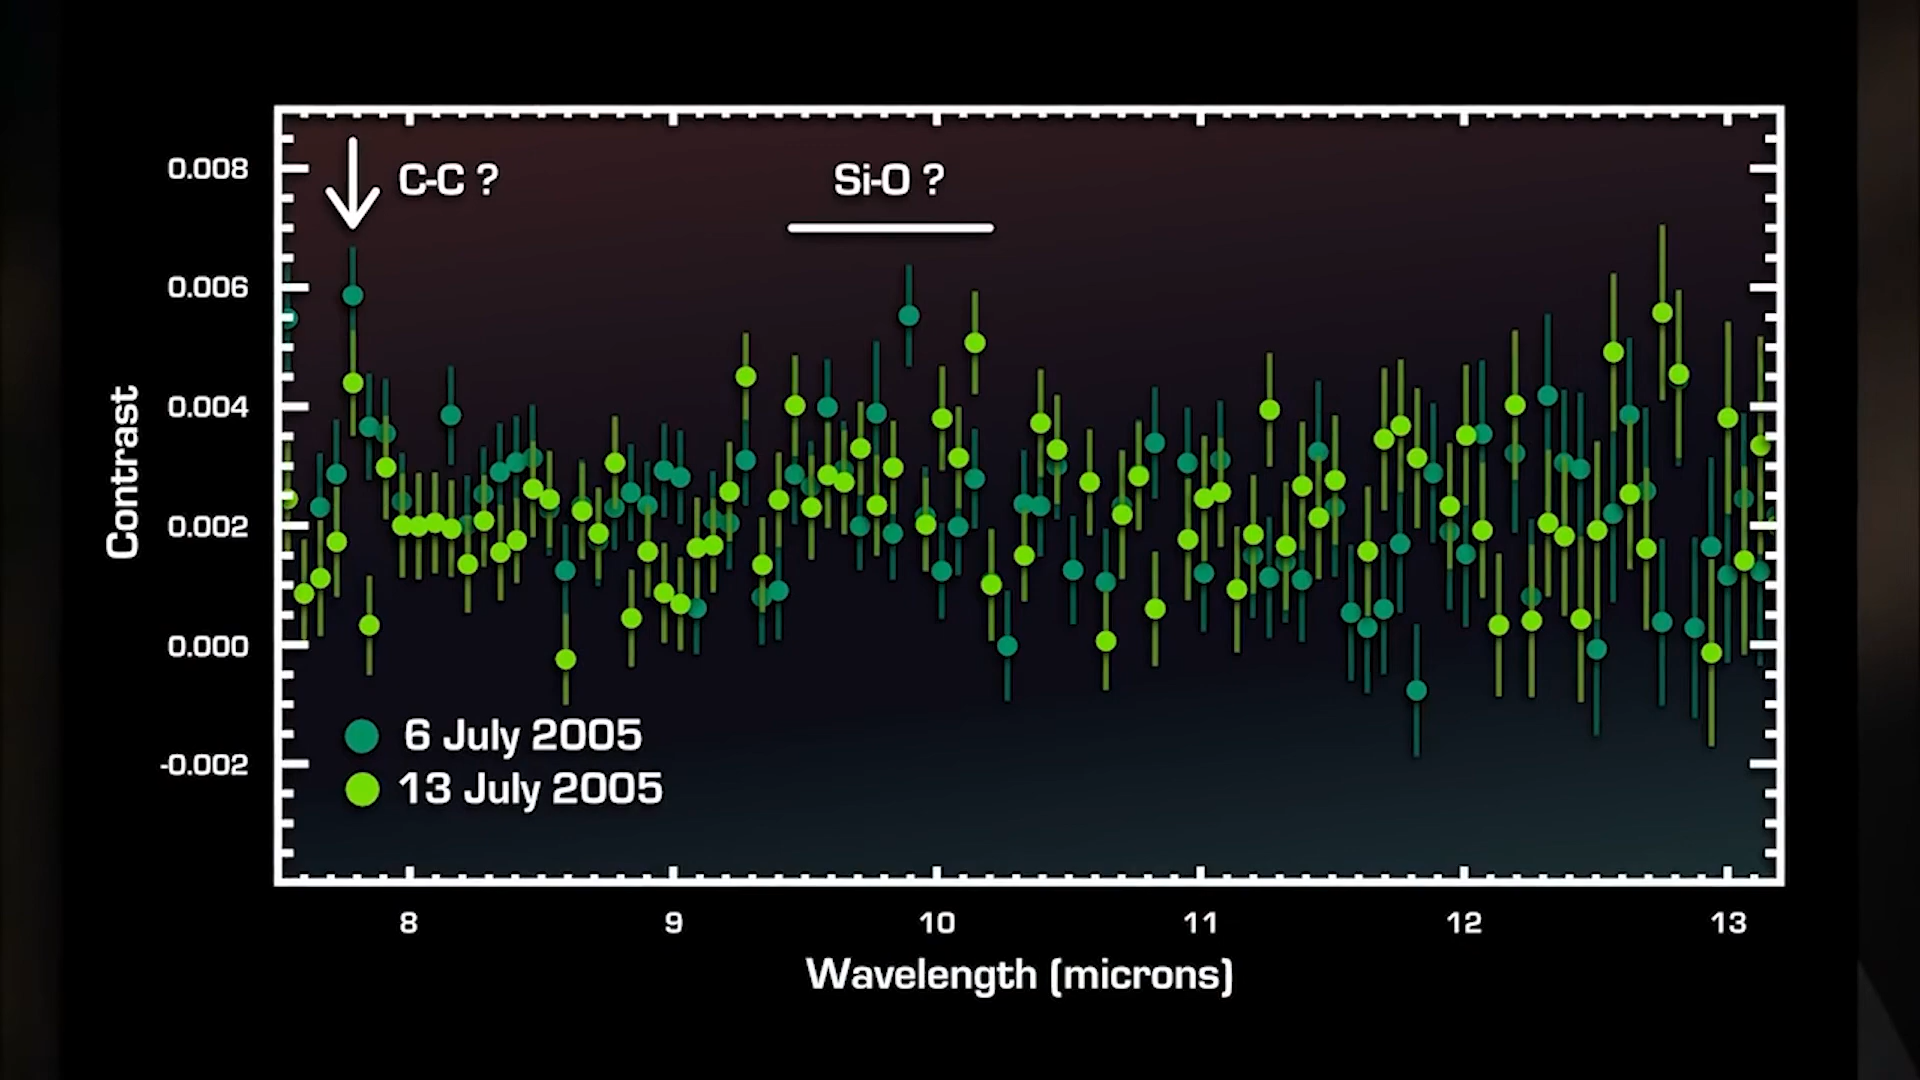 C-C ?
Si-O ?
0.008
0.006
0.004
0.002
0.000
-0.002
Contrast
6 July 2005
13 July 2005
8 9 10 11 12 13
Wavelength (microns)